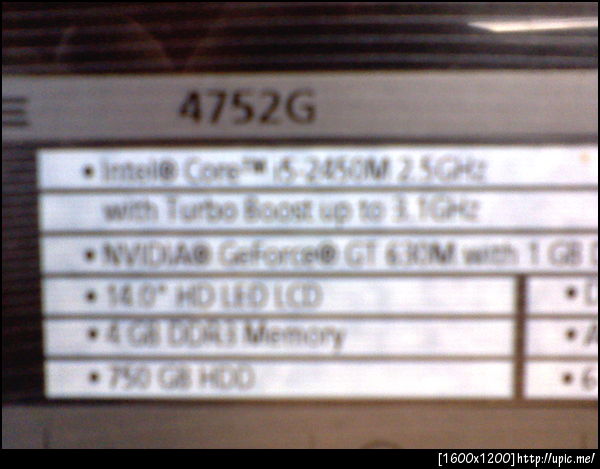 4752G
• Intel® Core™ i5-2450M 2.5GHz
with Turbo Boost up to 3.1GHz
• NVIDIA® GeForce® GT 630M with 1 GB
• 14.0" HD LED LCD
• 4 GB DDR3 Memory
• 750 GB HDD
• 6
[1600x1200]http://upic.me/